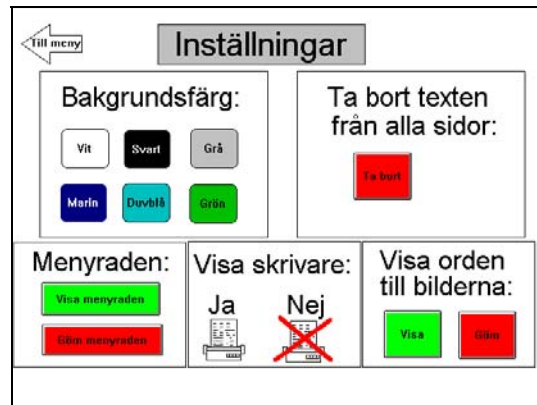 Till meny
Inställningar
Bakgrundsfärg:
Vit
Svart
Grå
Marin
Duvblå
Grön
Ta bort texten
från alla sidor:
Ta bort
Menyraden:
Visa menyraden
Göm menyraden
Visa skrivare:
Ja
Nej
Visa orden
till bilderna:
Visa
Göm